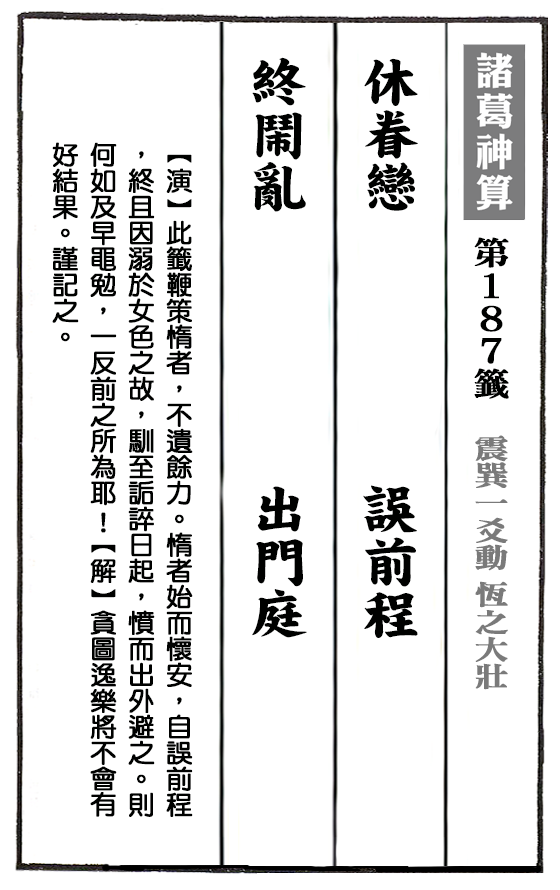 諸葛神算 第187籤 震巽一爻動 恆之大壯
休眷戀 誤前程
終鬧亂 出門庭
【演】此籤鞭策惰者，不遺餘力。惰者始而懷安，自誤前程
，終且因溺於女色之故，馴至詬誶日起，憤而出外避之。則
何如及早黽勉，一反前之所為耶！【解】貪圖逸樂將不會有
好結果。謹記之。